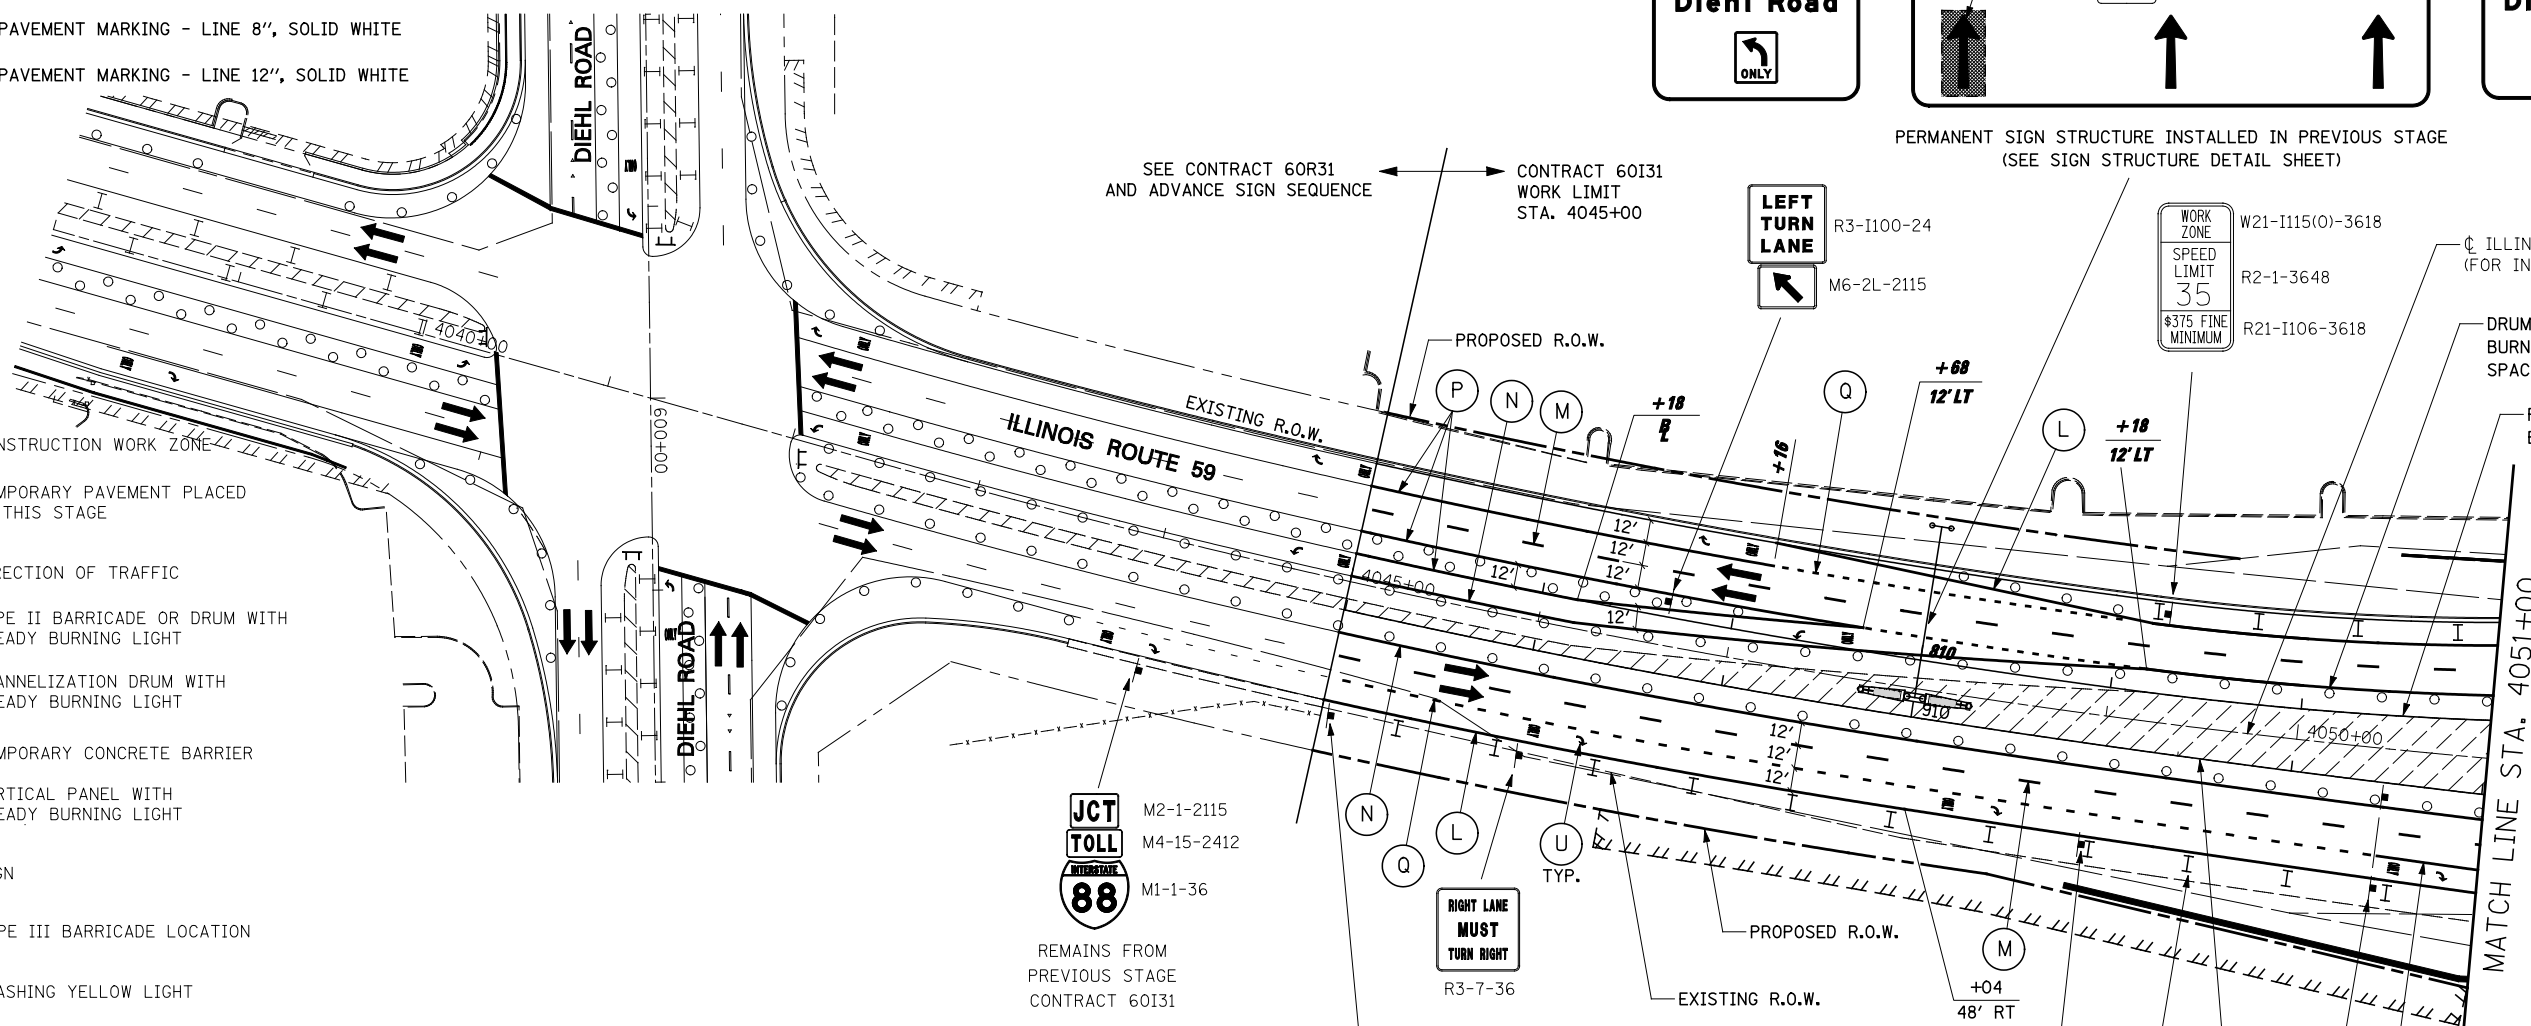 PAVEMENT MARKING - LINE 8", SOLID WHITE
PAVEMENT MARKING - LINE 12", SOLID WHITE
DIEHL ROAD
Diehl Road
ONLY
PERMANENT SIGN STRUCTURE INSTALLED IN PREVIOUS STAGE
(SEE SIGN STRUCTURE DETAIL SHEET)
SEE CONTRACT 60R31
AND ADVANCE SIGN SEQUENCE
CONTRACT 60I31
WORK LIMIT
STA. 4045+00
LEFT
TURN
LANE
R3-I100-24
M6-2L-2115
WORK
ZONE
W21-I115(O)-3618
SPEED
LIMIT
35
R2-1-3648
$375 FINE
MINIMUM
R21-I106-3618
℄ ILLIN
(FOR IN
DRUM
BURN
SPAC
4040+00
600+00
PROPOSED R.O.W.
EXISTING R.O.W.
ILLINOIS ROUTE 59
P
N
M
+18
℄
+16
Q
+68
12' LT
L
+18
12' LT
12'
12'
12'
12'
12'
4045+00
810
910
4050+00
12'
12'
12'
MATCH LINE STA. 4051+00
NSTRUCTION WORK ZONE
MPORARY PAVEMENT PLACED
THIS STAGE
RECTION OF TRAFFIC
PE II BARRICADE OR DRUM WITH
EADY BURNING LIGHT
ANNELIZATION DRUM WITH
EADY BURNING LIGHT
MPORARY CONCRETE BARRIER
RTICAL PANEL WITH
EADY BURNING LIGHT
GN
PE III BARRICADE LOCATION
ASHING YELLOW LIGHT
DIEHL ROAD
JCT
M2-1-2115
TOLL
M4-15-2412
INTERSTATE
88
M1-1-36
REMAINS FROM
PREVIOUS STAGE
CONTRACT 60I31
N
Q
L
U
TYP.
RIGHT LANE
MUST
TURN RIGHT
R3-7-36
PROPOSED R.O.W.
EXISTING R.O.W.
M
+04
48' RT